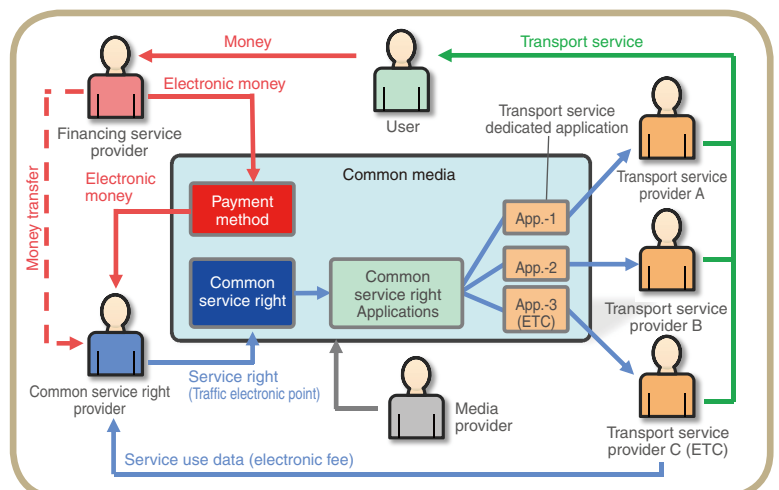 Money
Transport service
Electronic money
User
Financing service
provider
Transport service
dedicated application
Common media
Transport service
provider A
Electronic
money
Payment
method
App.-1
Money transfer
Common
service right
Common
service right
Applications
App.-2
App.-3
(ETC)
Transport service
provider B
Common service right
provider
Service right
(Traffic electronic point)
Media
provider
Transport service
provider C (ETC)
Service use data (electronic fee)